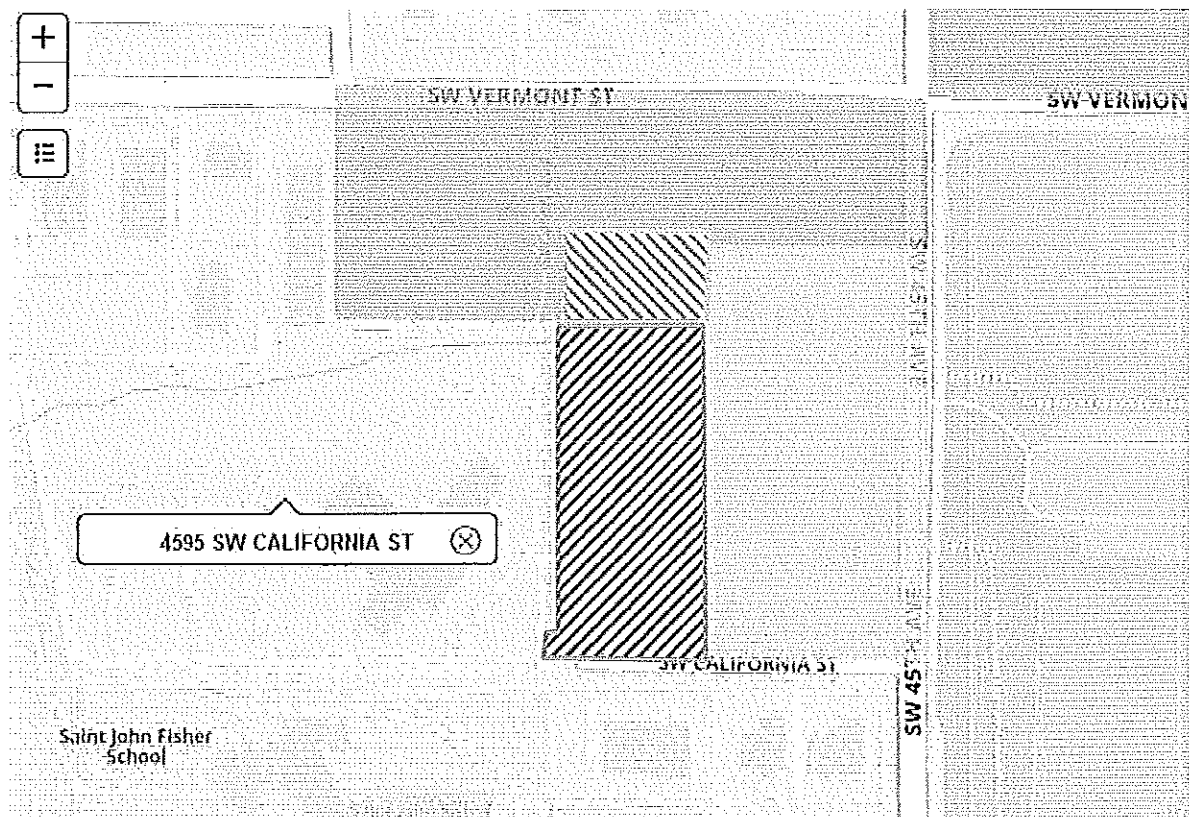 +
−
SW VERMONT ST
SW VERMON
4595 SW CALIFORNIA ST
SW CALIFORNIA ST
SW 45
Saint John Fisher
School